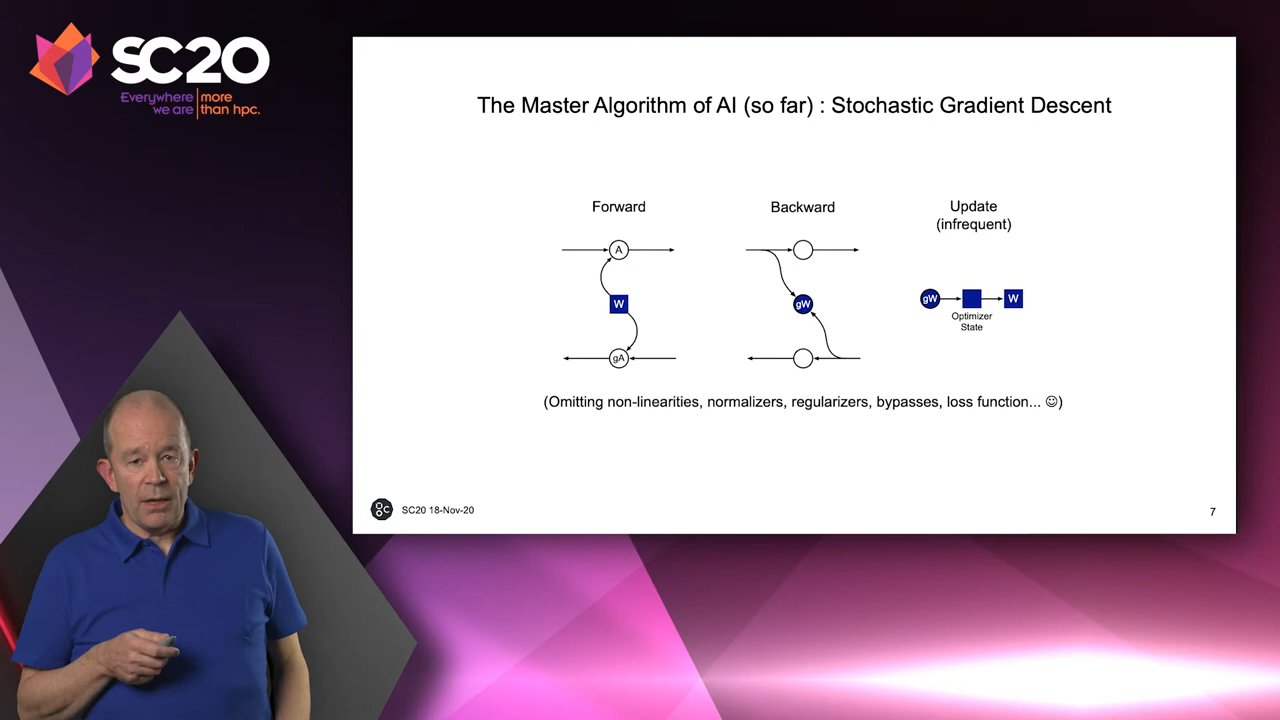 SC20
Everywhere more
we are than hpc.
The Master Algorithm of AI (so far) : Stochastic Gradient Descent
Forward
Backward
Update
(infrequent)
A
W
gA
gW
gW
W
Optimizer
State
(Omitting non-linearities, normalizers, regularizers, bypasses, loss function... ☺)
SC20 18-Nov-20
7